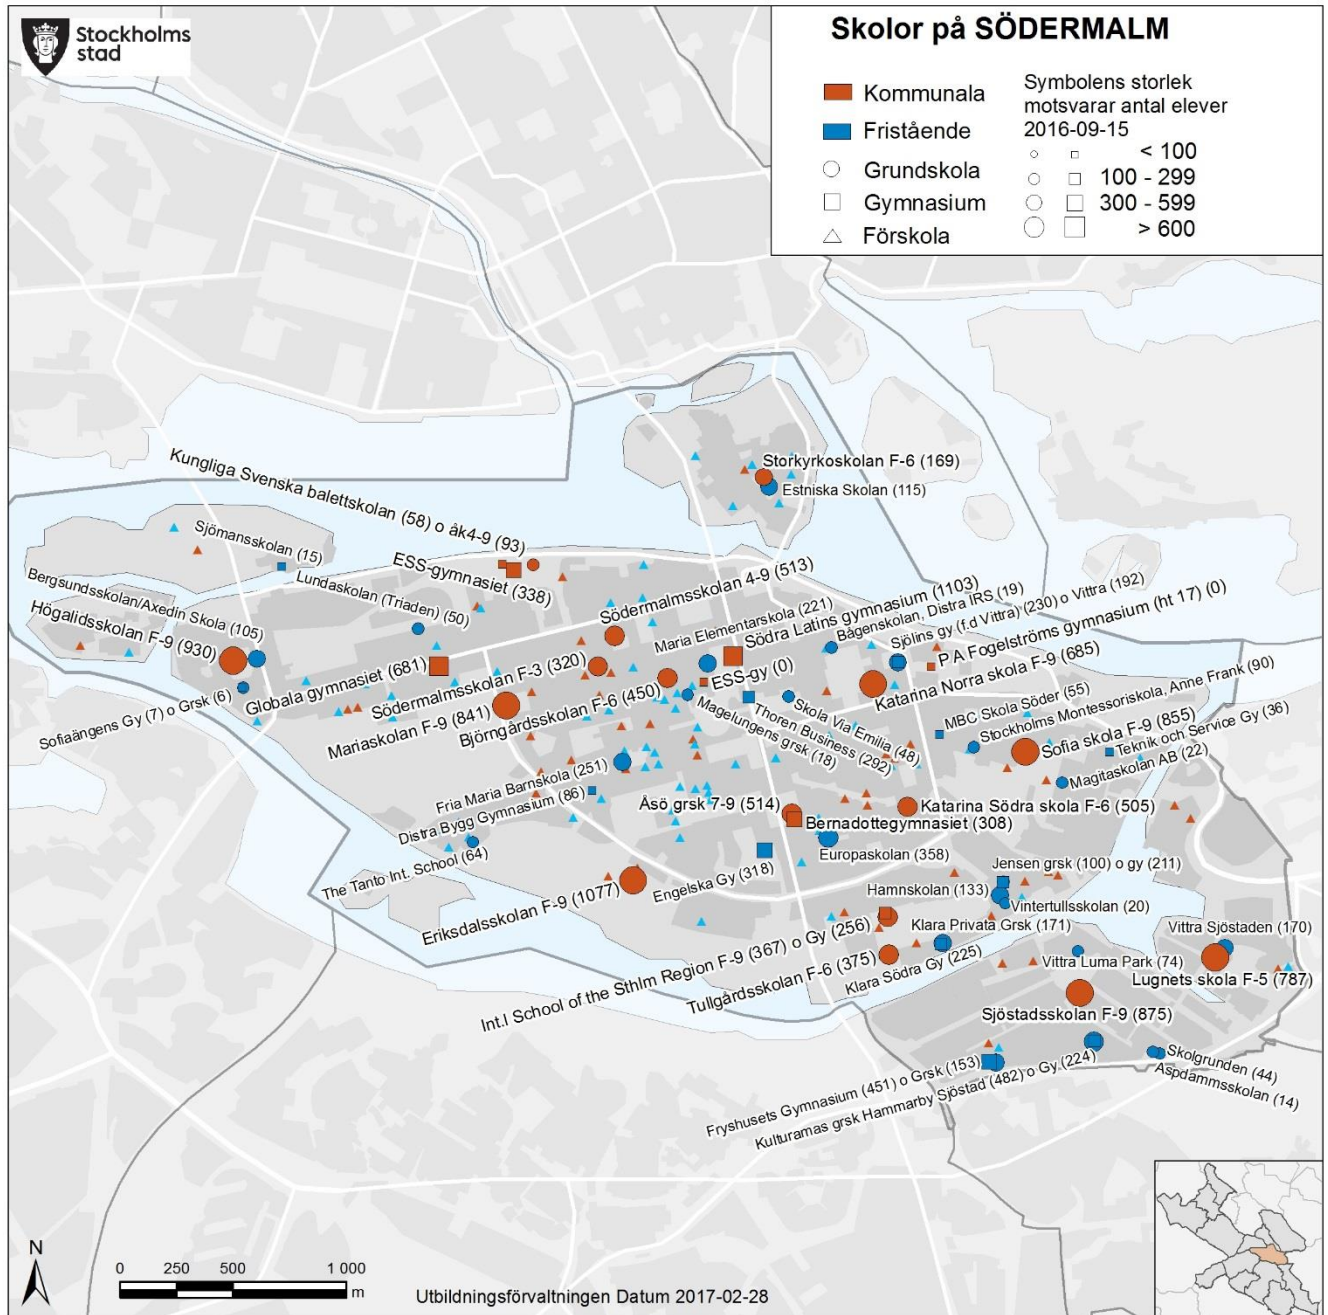 Stockholms
stad
Skolor på SÖDERMALM
Kommunala
Fristående
Grundskola
Gymnasium
Förskola
Symbolens storlek
motsvarar antal elever
2016-09-15
< 100
100 - 299
300 - 599
> 600
Storkyrkoskolan F-6 (169)
Estniska Skolan (115)
Kungliga Svenska balettskolan (58) o åk4-9 (93)
Sjömansskolan (15)
ESS-gymnasiet (338)
Lundaskolan (Triaden) (50)
Bergsundsskolan/Axedin Skola (105)
Högalidsskolan F-9 (930)
Sofiaängens Gy (7) o Grsk (6)
Globala gymnasiet (681)
Södermalmsskolan 4-9 (513)
Södermalmsskolan F-3 (320)
Mariaskolan F-9 (841)
Björngårdsskolan F-6 (450)
Maria Elementarskola (221)
Södra Latins gymnasium (1103)
ESS-gy (0)
Magelungens grsk (18)
Thoren Business (292)
Skola Via Emilia (48)
Bågenskolan, Distra IRS (19)
Sjölins gy (f.d Vittra) (230) o Vittra (192)
P A Fogelströms gymnasium (ht 17) (0)
Katarina Norra skola F-9 (685)
MBC Skola Söder (55)
Stockholms Montessoriskola, Anne Frank (90)
Sofia skola F-9 (855)
Teknik och Service Gy (36)
Magitaskolan AB (22)
Fria Maria Barnskola (251)
Distra Bygg Gymnasium (86)
The Tanto Int. School (64)
Åsö grsk 7-9 (514)
Bernadottegymnasiet (308)
Katarina Södra skola F-6 (505)
Europaskolan (358)
Engelska Gy (318)
Eriksdalsskolan F-9 (1077)
Jensen grsk (100) o gy (211)
Hamnskolan (133)
Vintertullsskolan (20)
Int.l School of the Sthlm Region F-9 (367) o Gy (256)
Klara Privata Grsk (171)
Tullgårdsskolan F-6 (375)
Klara Södra Gy (225)
Vittra Sjöstaden (170)
Vittra Luma Park (74)
Lugnets skola F-5 (787)
Sjöstadsskolan F-9 (875)
Fryshusets Gymnasium (451) o Grsk (153)
Kulturamas grsk Hammarby Sjöstad (482) o Gy (224)
Skolgrunden (44)
Aspdammsskolan (14)
N
0 250 500 1 000
m
Utbildningsförvaltningen Datum 2017-02-28